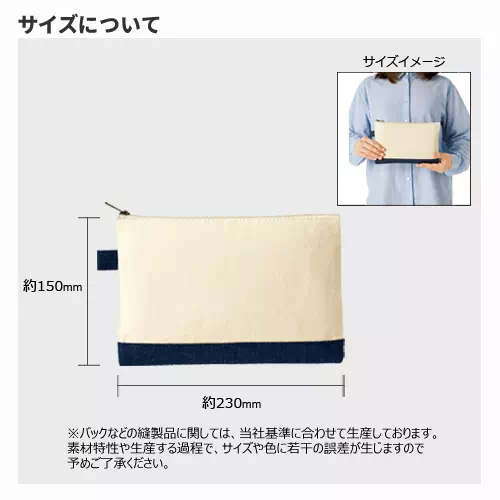 サイズについて
サイズイメージ
約150mm
約230mm
※バックなどの縫製品に関しては、当社基準に合わせて生産しております。
素材特性や生産する過程で、サイズや色に若干の誤差が生じますので
予めご了承ください。